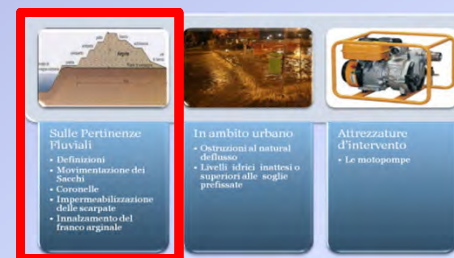 Sulle Pertinenze
Fluviali
• Definizioni
• Movimentazione dei
Sacchi
• Coronelle
• Impermeabilizzazione
delle scarpate
• Innalzamento del
franco arginale
In ambito urbano
• Ostruzioni al natural
deflusso
• Livelli idrici inattesi o
superiori alle soglie
prefissate
Attrezzature
d'intervento
• Le motopompe